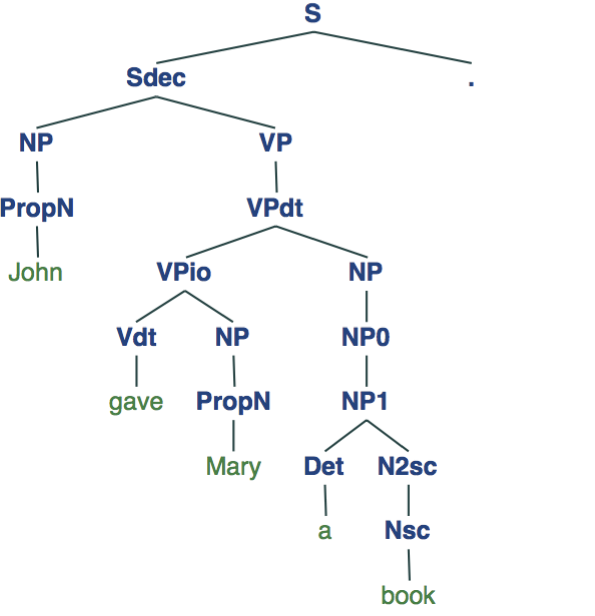 S
Sdec .
NP VP
PropN VPdt
John VPio NP
Vdt NP NP0
gave PropN NP1
Mary Det N2sc
a Nsc
book